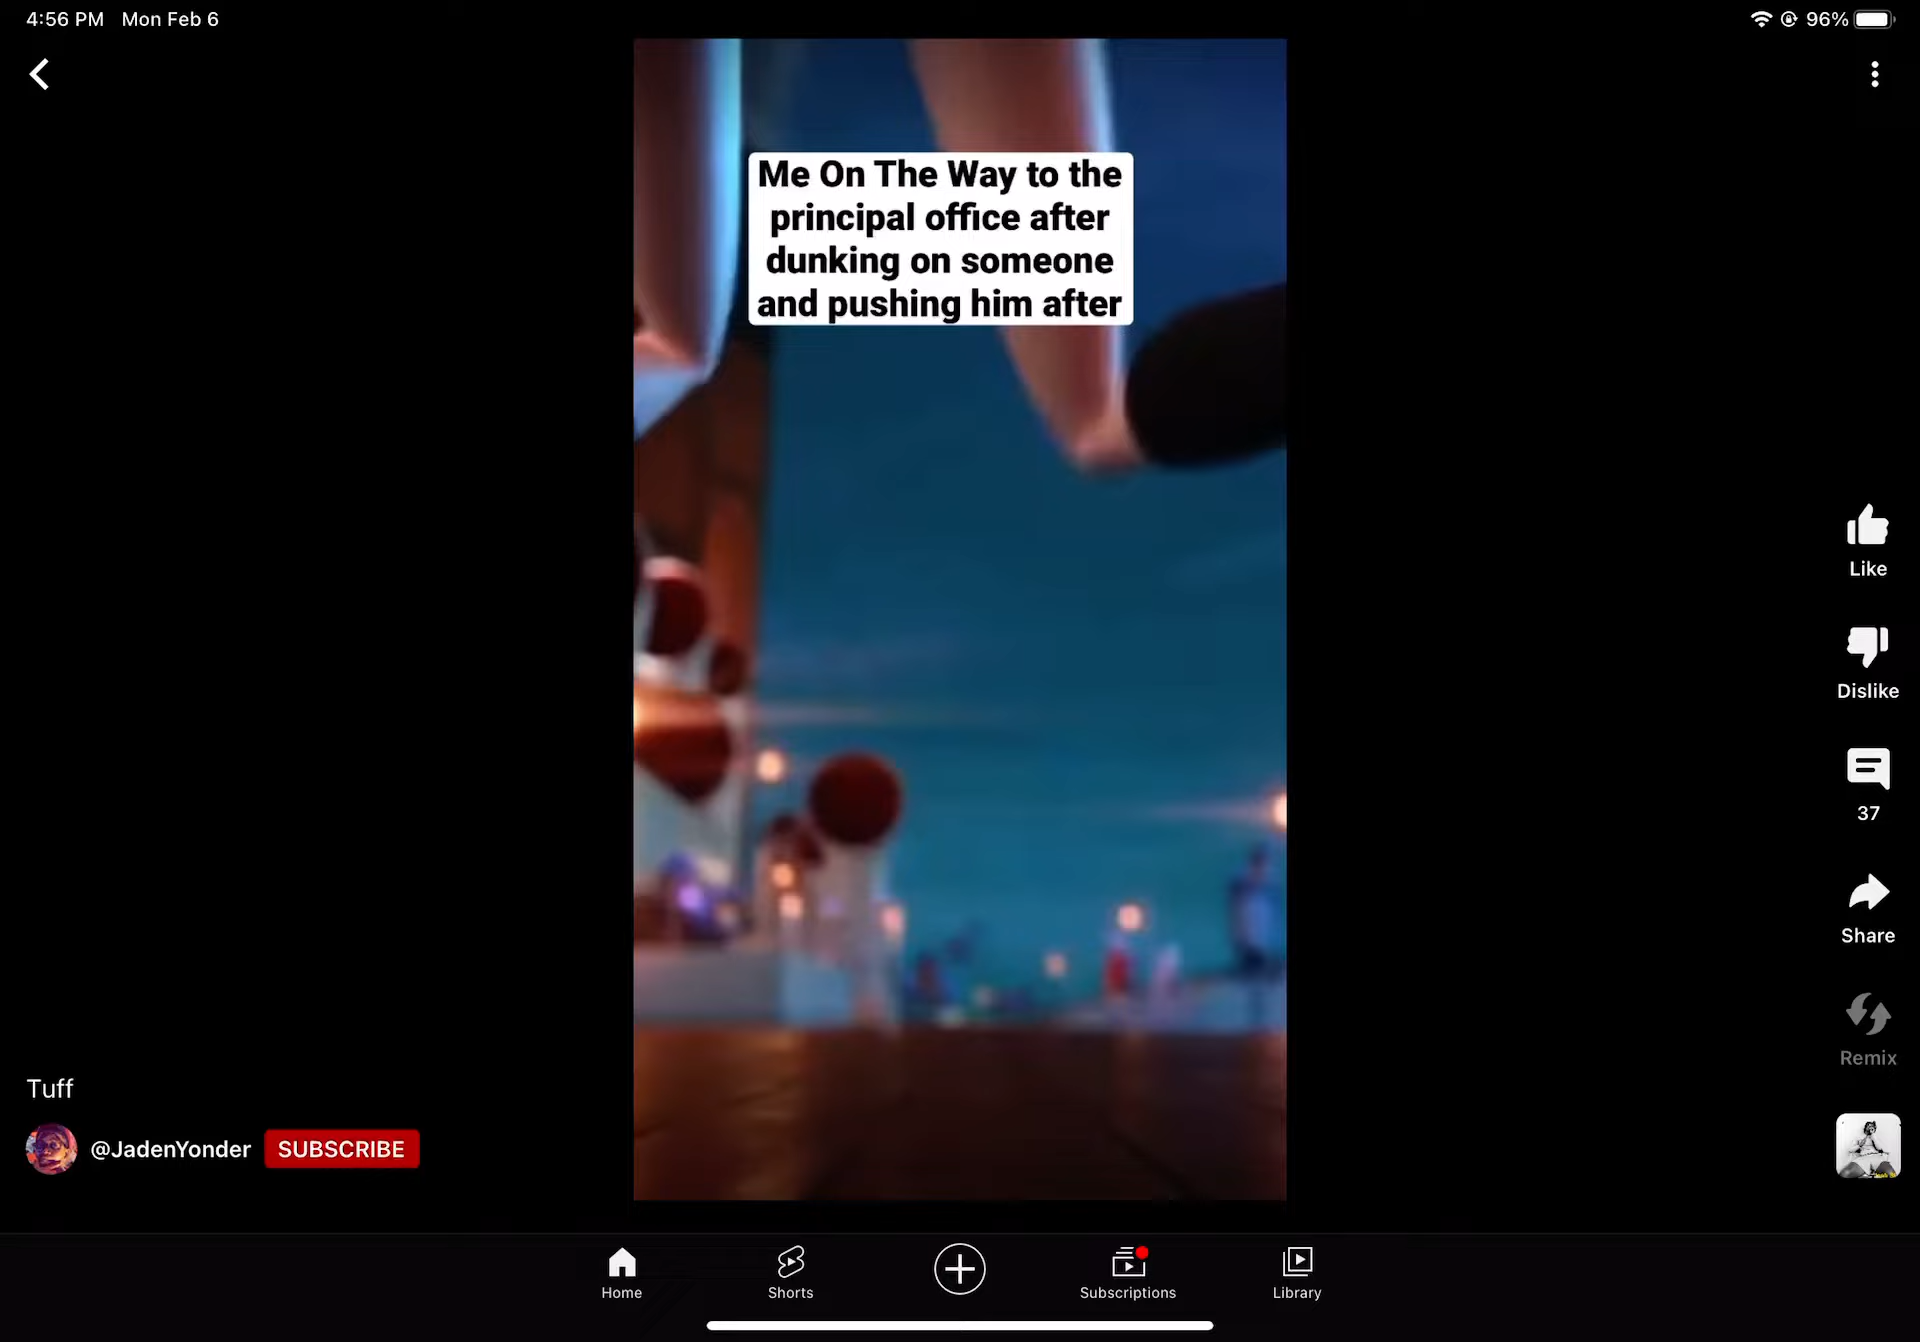 4:56 PM Mon Feb 6
96%
Me On The Way to the
principal office after
dunking on someone
and pushing him after
Like
Dislike
37
Share
Remix
Tuff
@JadenYonder SUBSCRIBE
Home
Shorts
Subscriptions
Library